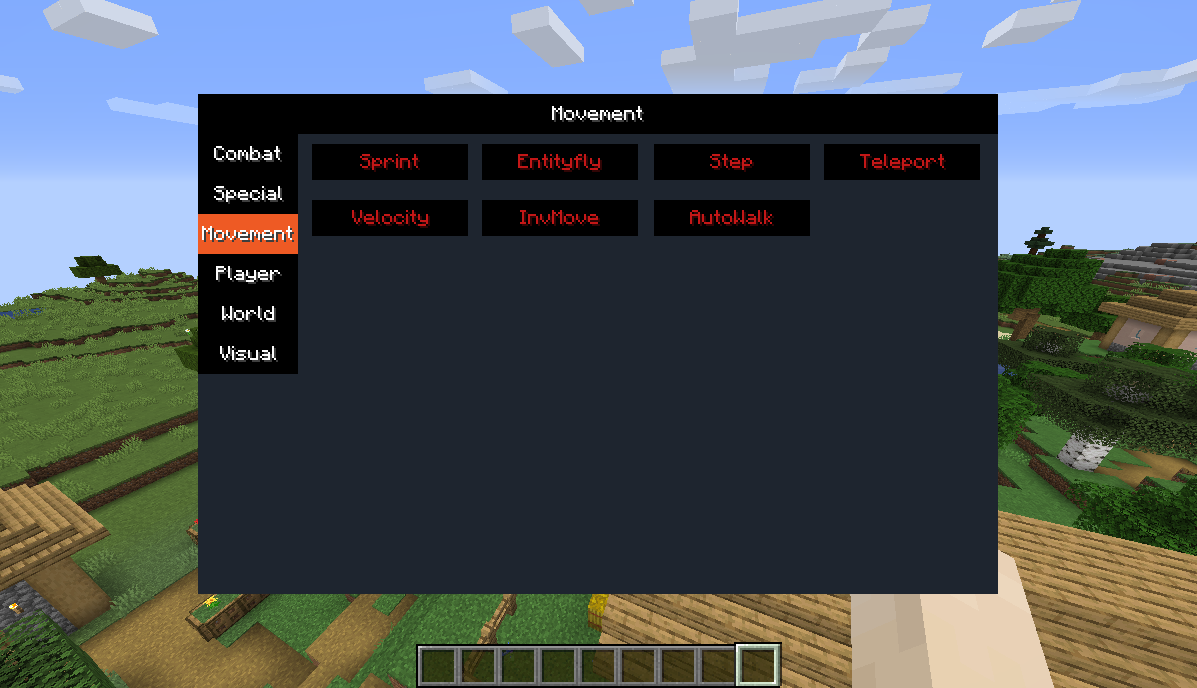 Movement
Combat
Special
Movement
Player
World
Visual
Sprint
Entityfly
Step
Teleport
Velocity
InvMove
AutoWalk